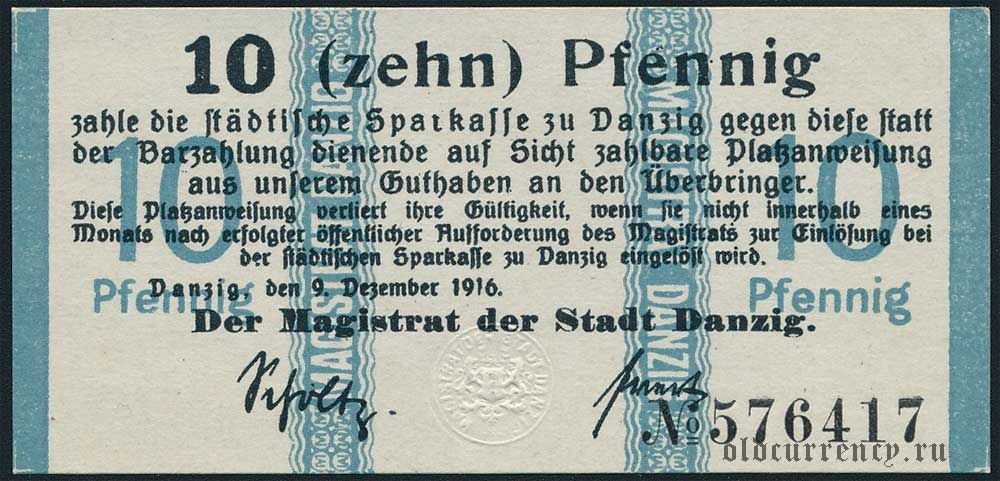 10 (zehn) Pfennig
zahle die städtische Sparkasse zu Danzig gegen diese statt
der Barzahlung dienende auf Sicht zahlbare Platzanweisung
aus unserem Guthaben an den Überbringer.
Diese Platzanweisung verliert ihre Gültigkeit, wenn sie nicht innerhalb eines
Monats nach erfolgter öffentlicher Aufforderung des Magistrats zur Einlösung bei
der städtischen Sparkasse zu Danzig eingelöst wird.
Danzig, den 9. Dezember 1916.
Der Magistrat der Stadt Danzig.
10
Pfennig
10
Pfennig
Scholtz.
№ 576417
oldcurrency.ru